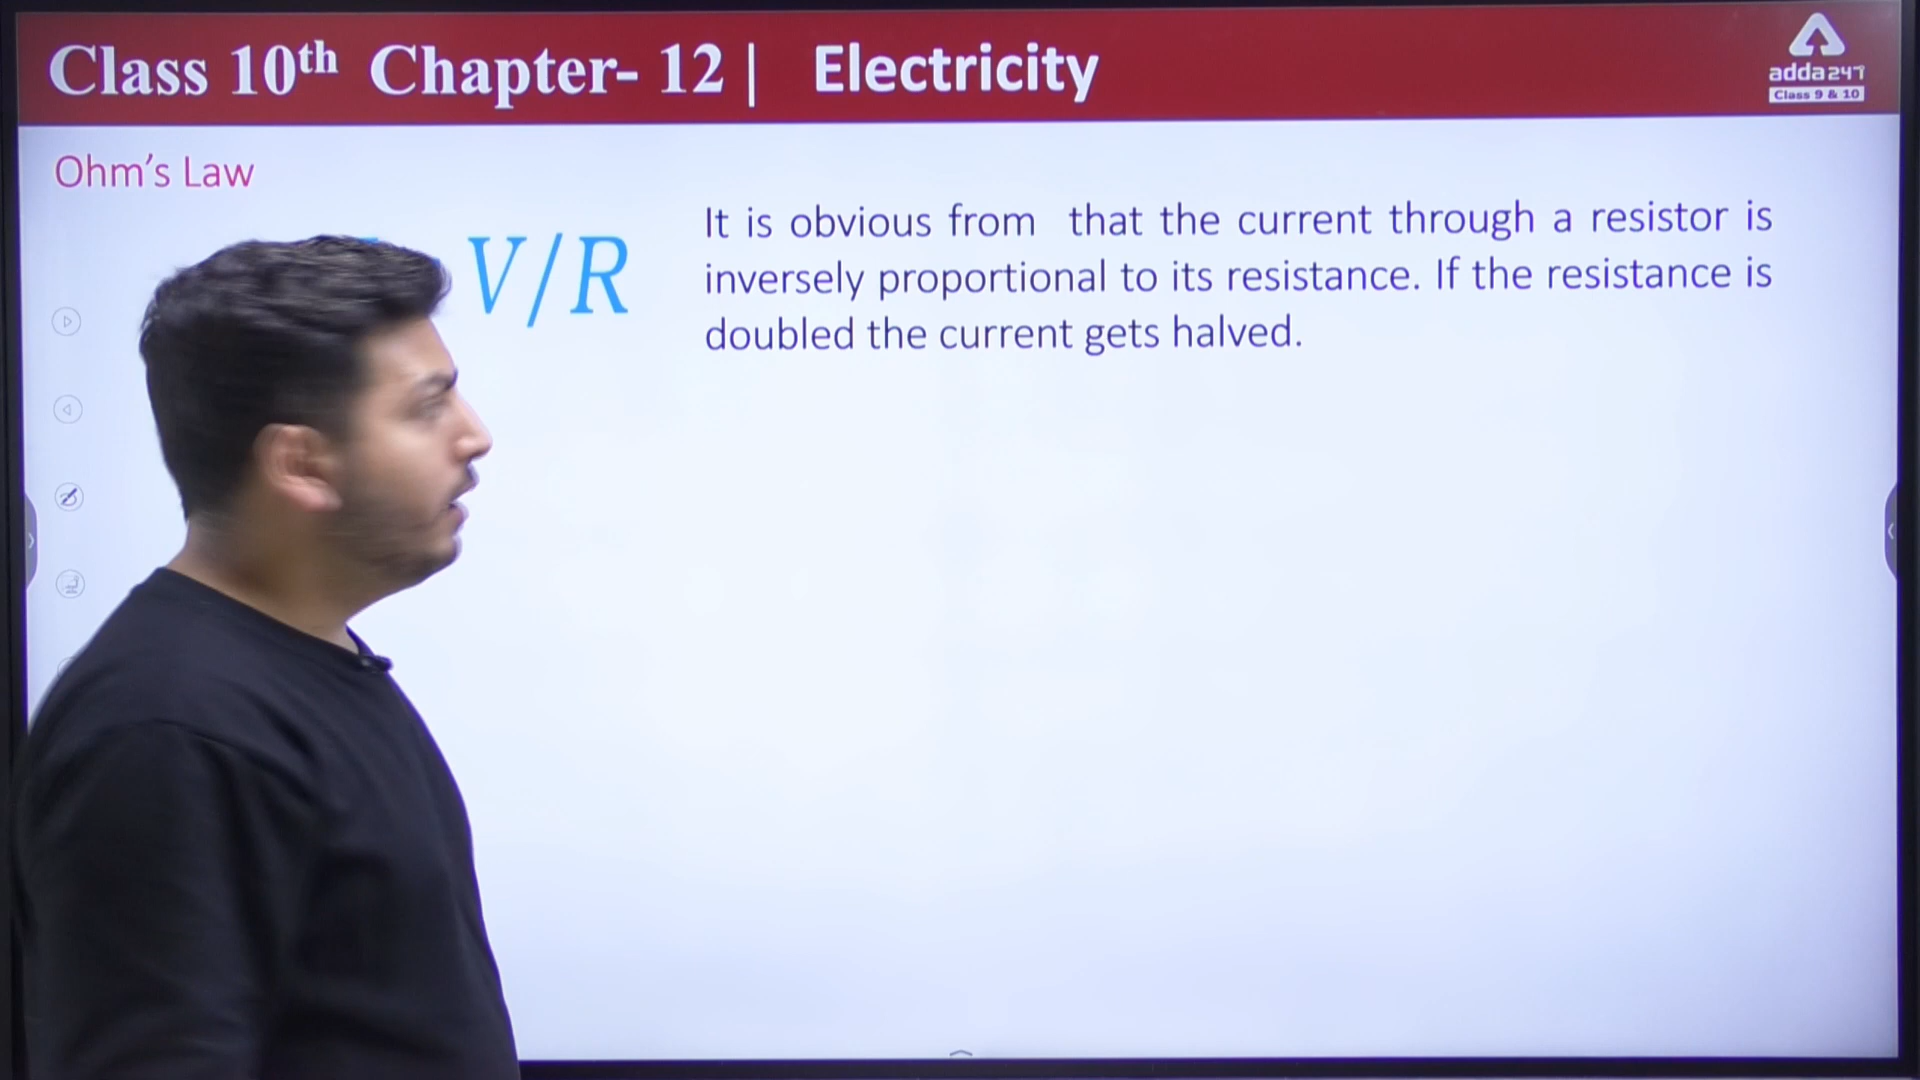 Class 10th Chapter- 12 | Electricity
adda247
Class 9 & 10
Ohm's Law
V/R
It is obvious from that the current through a resistor is
inversely proportional to its resistance. If the resistance is
doubled the current gets halved.